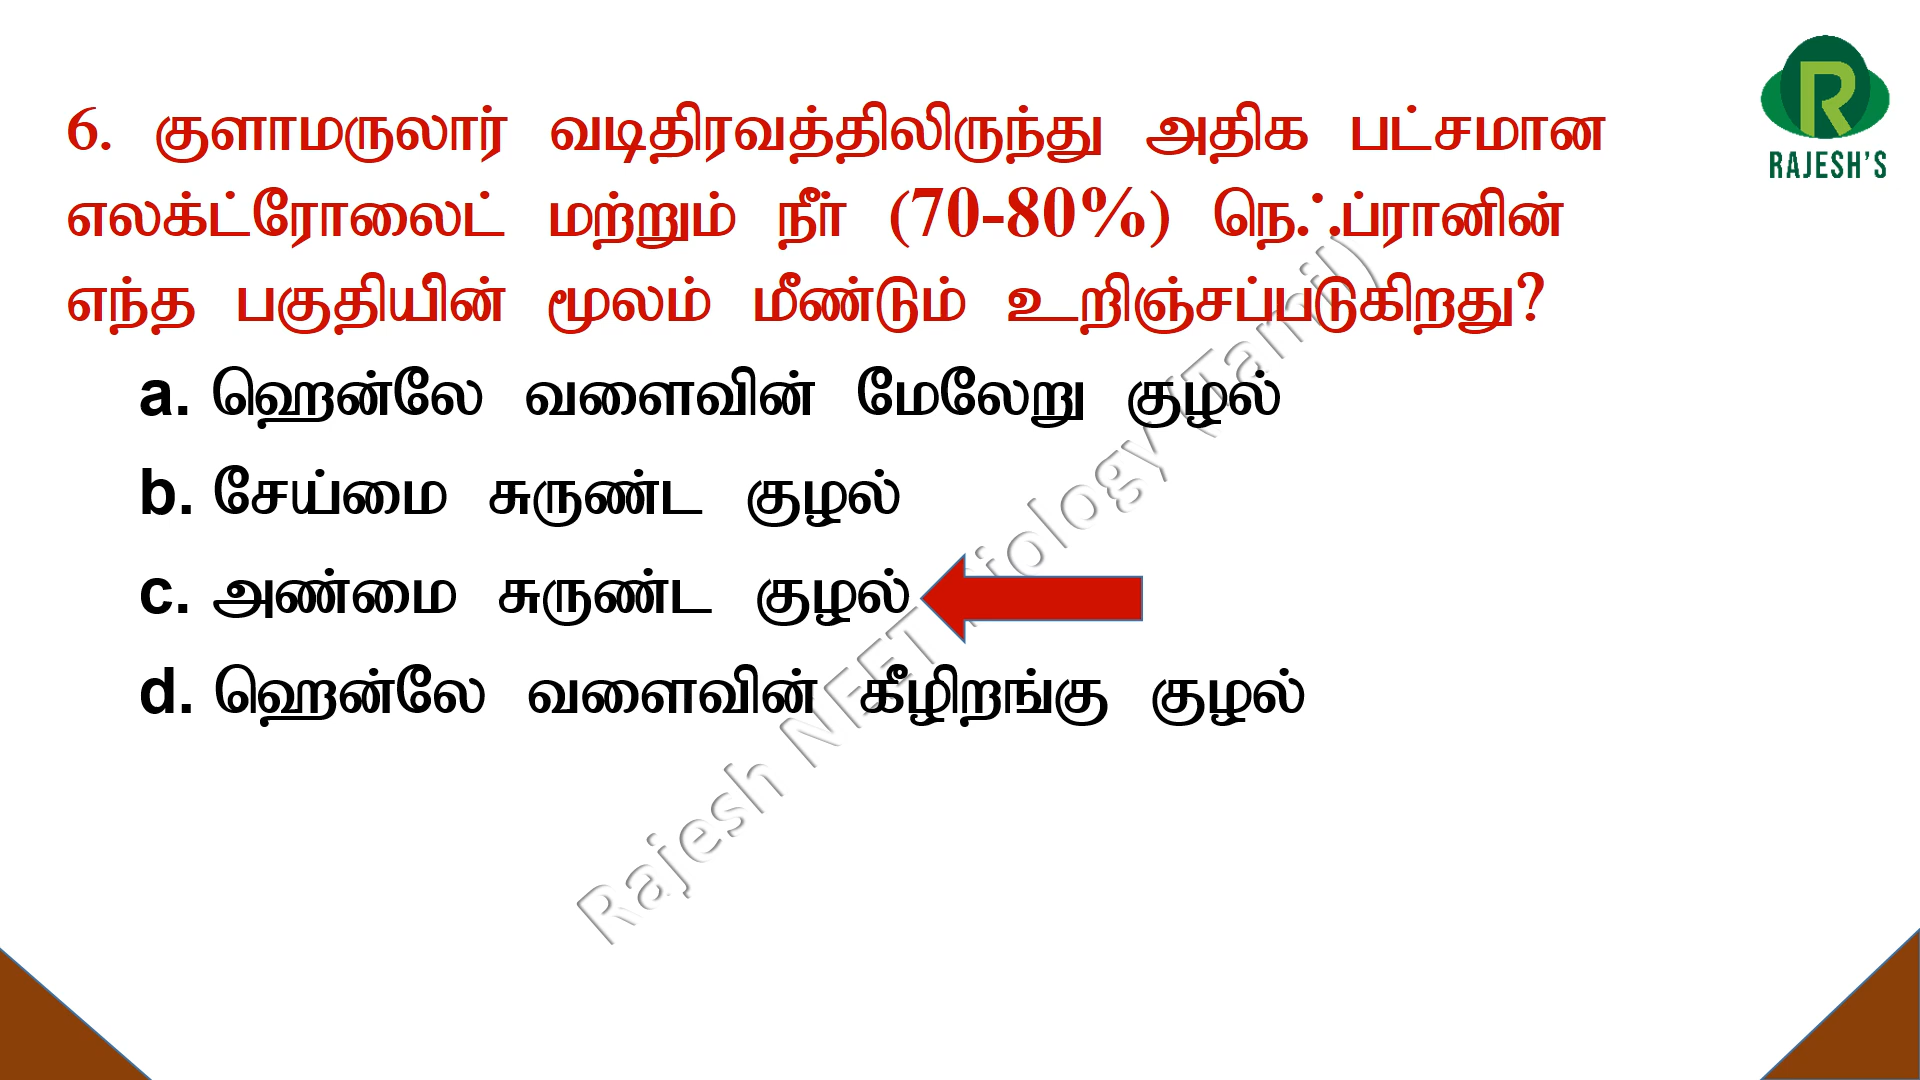 RAJESH'S
6. குளாமருலார் வடிதிரவத்திலிருந்து அதிக பட்சமான
எலக்ட்ரோலைட் மற்றும் நீர் (70-80%) நெஃப்ரானின்
எந்த பகுதியின் மூலம் மீண்டும் உறிஞ்சப்படுகிறது?
a. ஹென்லே வளைவின் மேலேறு குழல்
b. சேய்மை சுருண்ட குழல்
c. அண்மை சுருண்ட குழல்
d. ஹென்லே வளைவின் கீழிறங்கு குழல்
Rajesh NEET Biology (Tamil)